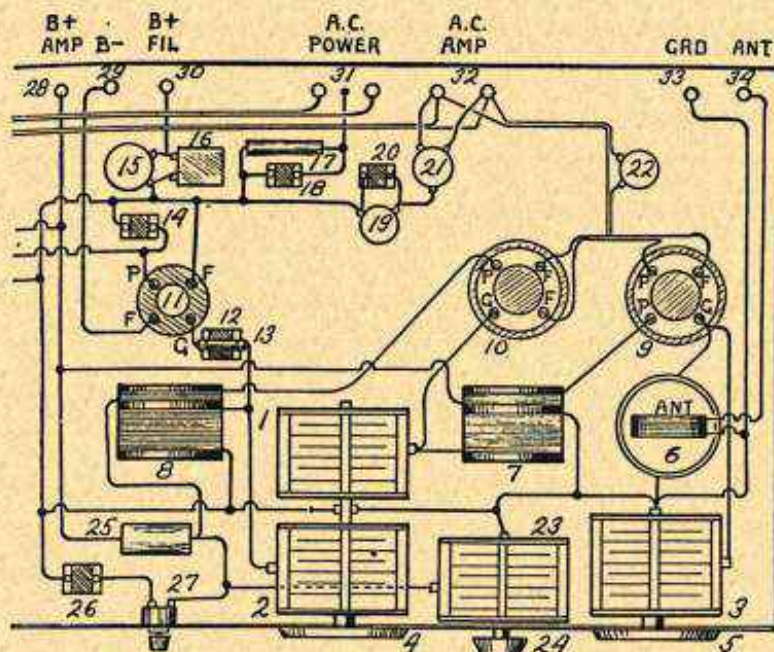 B+ B+ A.C. A.C.
AMP B- FIL POWER AMP GRD ANT
28 29 30 31 32 33 34
15 16 17 18 20 21 22
14 19
P F
11
F G
12 13
P F G F
10
F F P G
9
ANT
6
8 1 7
25 23
26 27 2 3
4 24 5